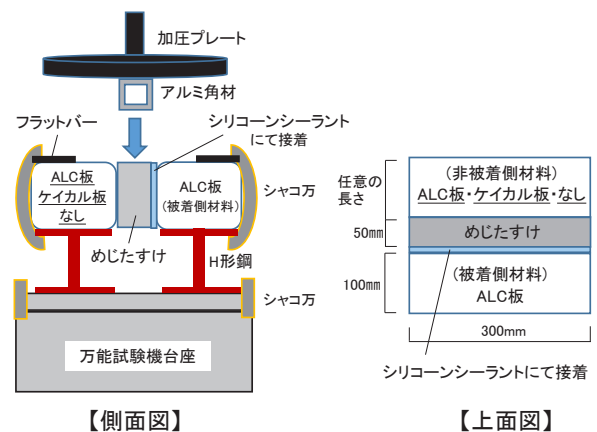 加圧プレート
アルミ角材
フラットバー
シリコーンシーラント
にて接着
ALC板
ケイカル板
なし
ALC板
(被着側材料)
シャコ万
めじたすけ
H形鋼
シャコ万
万能試験機台座
【側面図】
任意の
長さ
(非被着側材料)
ALC板・ケイカル板・なし
50mm
めじたすけ
100mm
(被着側材料)
ALC板
300mm
シリコーンシーラントにて接着
【上面図】